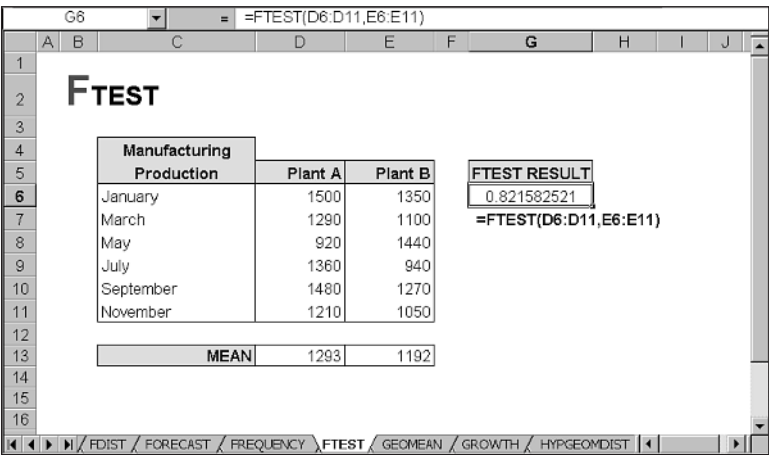 G6 = =FTEST(D6:D11,E6:E11)
A B C D E F G H I J
1
2 FTEST
3
4 Manufacturing
5 Production Plant A Plant B FTEST RESULT
6 January 1500 1350 0.821582521
7 March 1290 1100 =FTEST(D6:D11,E6:E11)
8 May 920 1440
9 July 1360 940
10 September 1480 1270
11 November 1210 1050
12
13 MEAN 1293 1192
14
15
16
FDIST FORECAST FREQUENCY FTEST GEOMEAN GROWTH HYPGEOMDIST